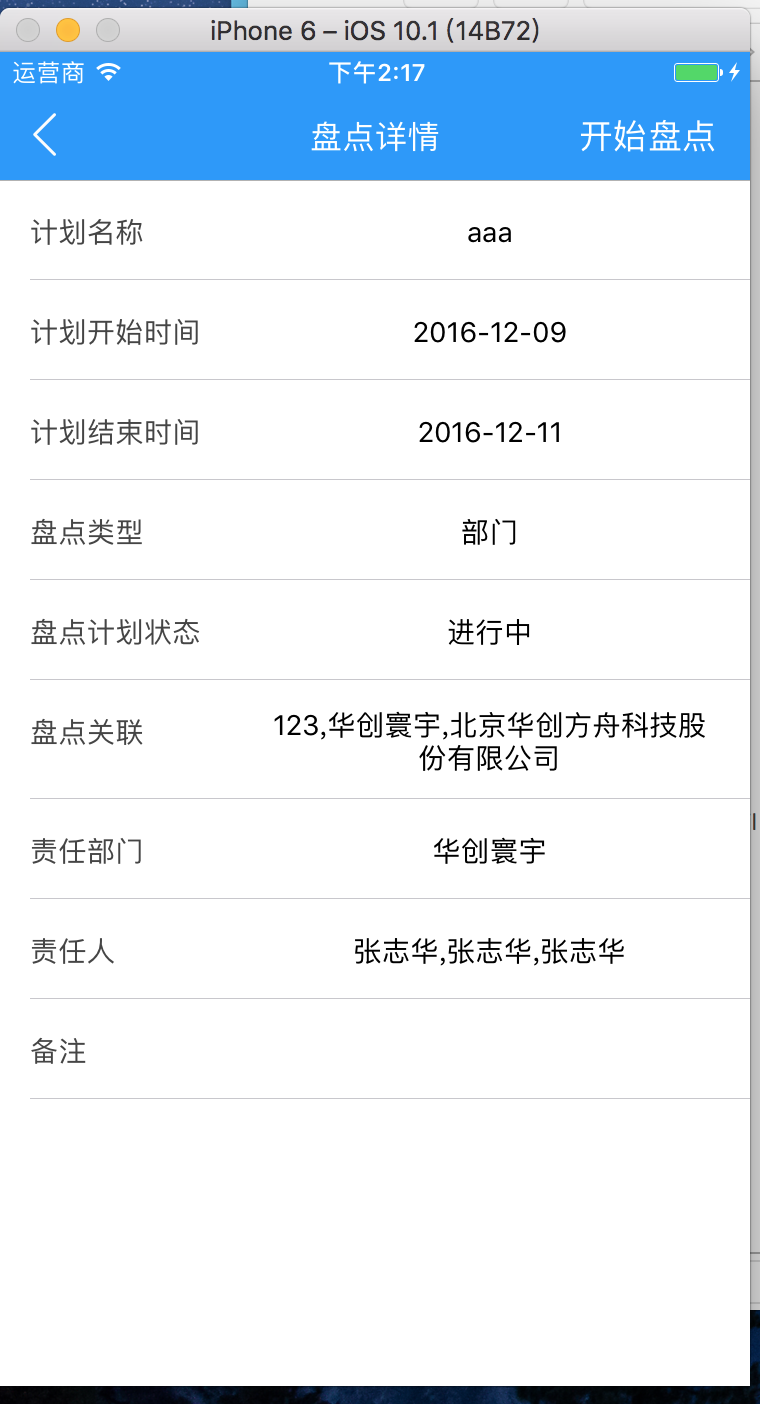 iPhone 6 – iOS 10.1 (14B72)
运营商 下午2:17
盘点详情 开始盘点
计划名称 aaa
计划开始时间 2016-12-09
计划结束时间 2016-12-11
盘点类型 部门
盘点计划状态 进行中
盘点关联 123,华创寰宇,北京华创方舟科技股
份有限公司
责任部门 华创寰宇
责任人 张志华,张志华,张志华
备注